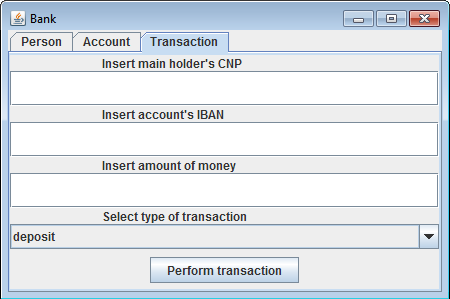 Bank
Person Account Transaction
Insert main holder's CNP
Insert account's IBAN
Insert amount of money
Select type of transaction
deposit
Perform transaction